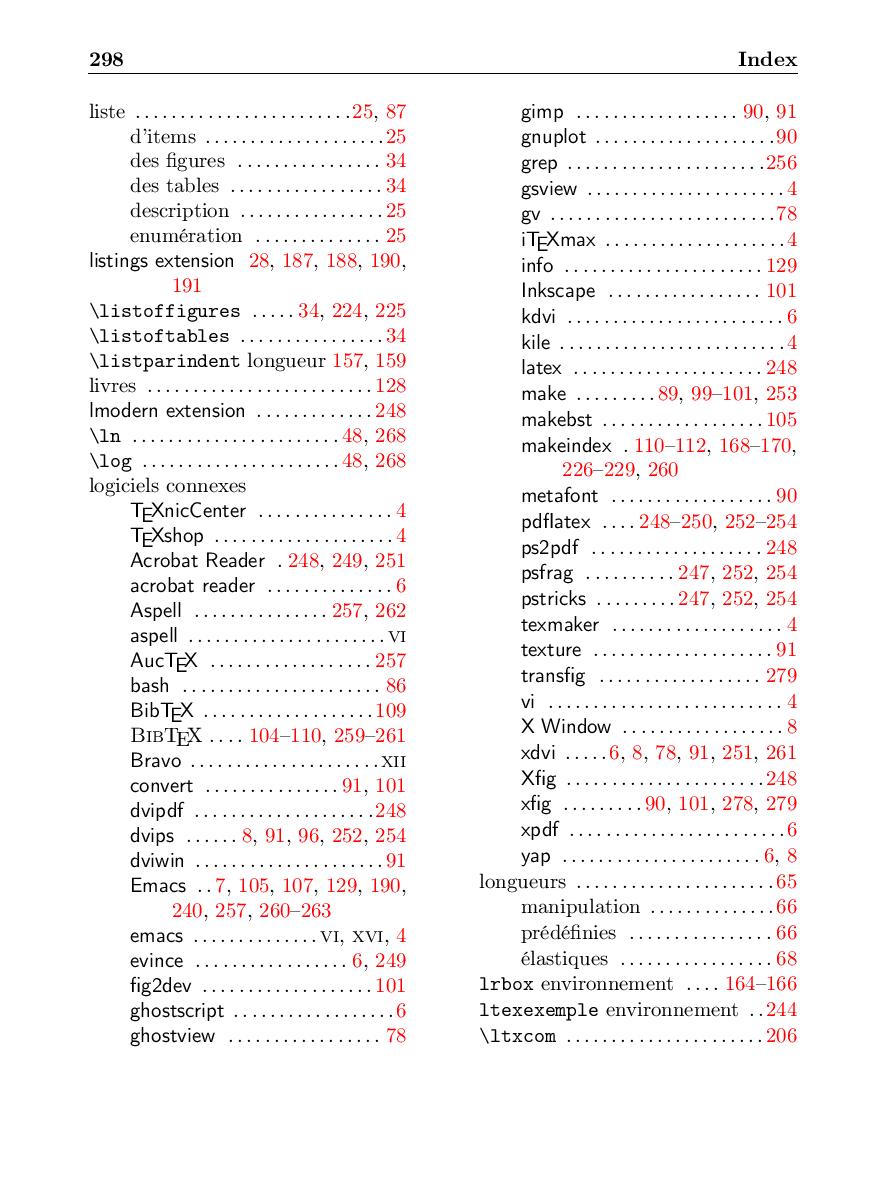 298 Index
liste . . . . . . . . . . . . . . . . . . . . . . . . 25, 87
d'items . . . . . . . . . . . . . . . . . . . . 25
des figures . . . . . . . . . . . . . . . . 34
des tables . . . . . . . . . . . . . . . . . 34
description . . . . . . . . . . . . . . . . 25
enumération . . . . . . . . . . . . . . 25
listings extension 28, 187, 188, 190,
191
\listoffigures . . . . . 34, 224, 225
\listoftables . . . . . . . . . . . . . . . . 34
\listparindent longueur 157, 159
livres . . . . . . . . . . . . . . . . . . . . . . . . . 128
lmodern extension . . . . . . . . . . . . . 248
\ln . . . . . . . . . . . . . . . . . . . . . . . 48, 268
\log . . . . . . . . . . . . . . . . . . . . . . 48, 268
logiciels connexes
TEXnicCenter . . . . . . . . . . . . . . . 4
TEXshop . . . . . . . . . . . . . . . . . . . . 4
Acrobat Reader . 248, 249, 251
acrobat reader . . . . . . . . . . . . . . 6
Aspell . . . . . . . . . . . . . . . 257, 262
aspell . . . . . . . . . . . . . . . . . . . . . . VI
AucTEX . . . . . . . . . . . . . . . . . . 257
bash . . . . . . . . . . . . . . . . . . . . . . 86
BibTEX . . . . . . . . . . . . . . . . . . . 109
BIBTEX . . . . 104–110, 259–261
Bravo . . . . . . . . . . . . . . . . . . . . . XII
convert . . . . . . . . . . . . . . . 91, 101
dvipdf . . . . . . . . . . . . . . . . . . . . 248
dvips . . . . . . 8, 91, 96, 252, 254
dviwin . . . . . . . . . . . . . . . . . . . . . 91
Emacs . . 7, 105, 107, 129, 190,
240, 257, 260–263
emacs . . . . . . . . . . . . . . VI, XVI, 4
evince . . . . . . . . . . . . . . . . . 6, 249
fig2dev . . . . . . . . . . . . . . . . . . . 101
ghostscript . . . . . . . . . . . . . . . . . . 6
ghostview . . . . . . . . . . . . . . . . . 78
gimp . . . . . . . . . . . . . . . . . . 90, 91
gnuplot . . . . . . . . . . . . . . . . . . . . 90
grep . . . . . . . . . . . . . . . . . . . . . . 256
gsview . . . . . . . . . . . . . . . . . . . . . . 4
gv . . . . . . . . . . . . . . . . . . . . . . . . . 78
iTEXmax . . . . . . . . . . . . . . . . . . . . 4
info . . . . . . . . . . . . . . . . . . . . . . 129
Inkscape . . . . . . . . . . . . . . . . . 101
kdvi . . . . . . . . . . . . . . . . . . . . . . . . 6
kile . . . . . . . . . . . . . . . . . . . . . . . . . 4
latex . . . . . . . . . . . . . . . . . . . . . 248
make . . . . . . . . . 89, 99–101, 253
makebst . . . . . . . . . . . . . . . . . . 105
makeindex . 110–112, 168–170,
226–229, 260
metafont . . . . . . . . . . . . . . . . . . 90
pdflatex . . . . 248–250, 252–254
ps2pdf . . . . . . . . . . . . . . . . . . . 248
psfrag . . . . . . . . . . 247, 252, 254
pstricks . . . . . . . . . 247, 252, 254
texmaker . . . . . . . . . . . . . . . . . . . 4
texture . . . . . . . . . . . . . . . . . . . . 91
transfig . . . . . . . . . . . . . . . . . . 279
vi . . . . . . . . . . . . . . . . . . . . . . . . . . 4
X Window . . . . . . . . . . . . . . . . . . 8
xdvi . . . . . 6, 8, 78, 91, 251, 261
Xfig . . . . . . . . . . . . . . . . . . . . . . 248
xfig . . . . . . . . . 90, 101, 278, 279
xpdf . . . . . . . . . . . . . . . . . . . . . . . . 6
yap . . . . . . . . . . . . . . . . . . . . . . 6, 8
longueurs . . . . . . . . . . . . . . . . . . . . . . 65
manipulation . . . . . . . . . . . . . . 66
prédéfinies . . . . . . . . . . . . . . . . 66
élastiques . . . . . . . . . . . . . . . . . 68
lrbox environnement . . . . 164–166
ltexexemple environnement . . 244
\ltxcom . . . . . . . . . . . . . . . . . . . . . . 206